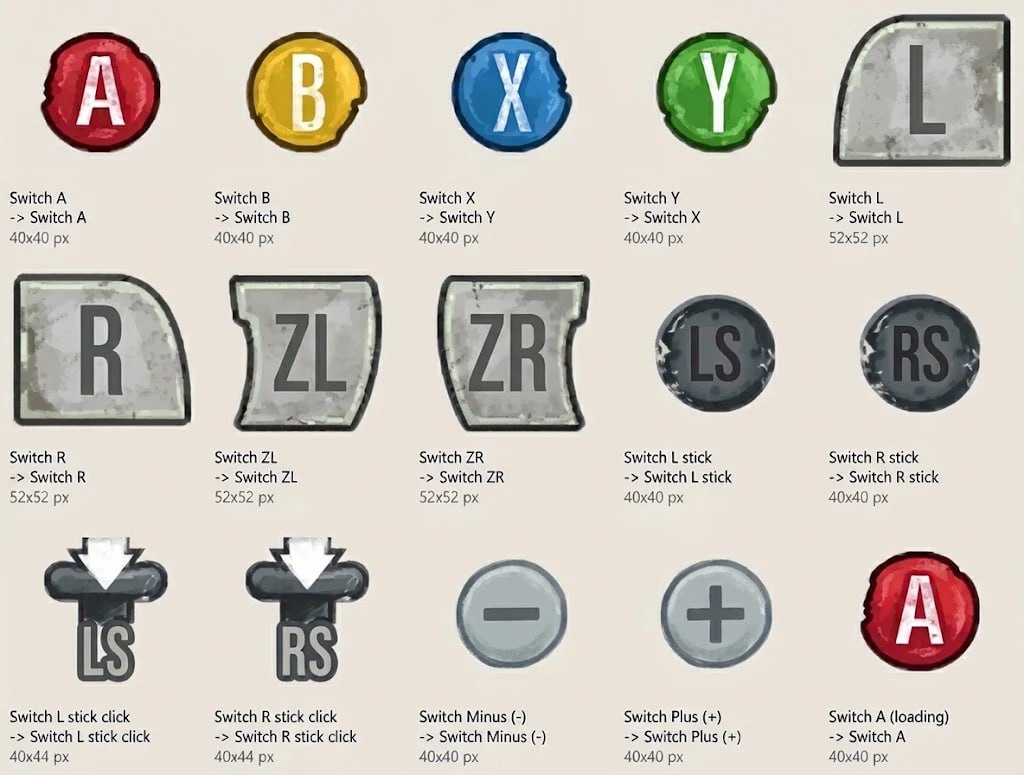 A
B
X
Y
L
Switch A
-> Switch A
40x40 px
Switch B
-> Switch B
40x40 px
Switch X
-> Switch Y
40x40 px
Switch Y
-> Switch X
40x40 px
Switch L
-> Switch L
52x52 px
R
ZL
ZR
LS
RS
Switch R
-> Switch R
52x52 px
Switch ZL
-> Switch ZL
52x52 px
Switch ZR
-> Switch ZR
52x52 px
Switch L stick
-> Switch L stick
40x40 px
Switch R stick
-> Switch R stick
40x40 px
LS
RS
−
+
A
Switch L stick click
-> Switch L stick click
40x44 px
Switch R stick click
-> Switch R stick click
40x44 px
Switch Minus (-)
-> Switch Minus (-)
40x40 px
Switch Plus (+)
-> Switch Plus (+)
40x40 px
Switch A (loading)
-> Switch A
40x40 px